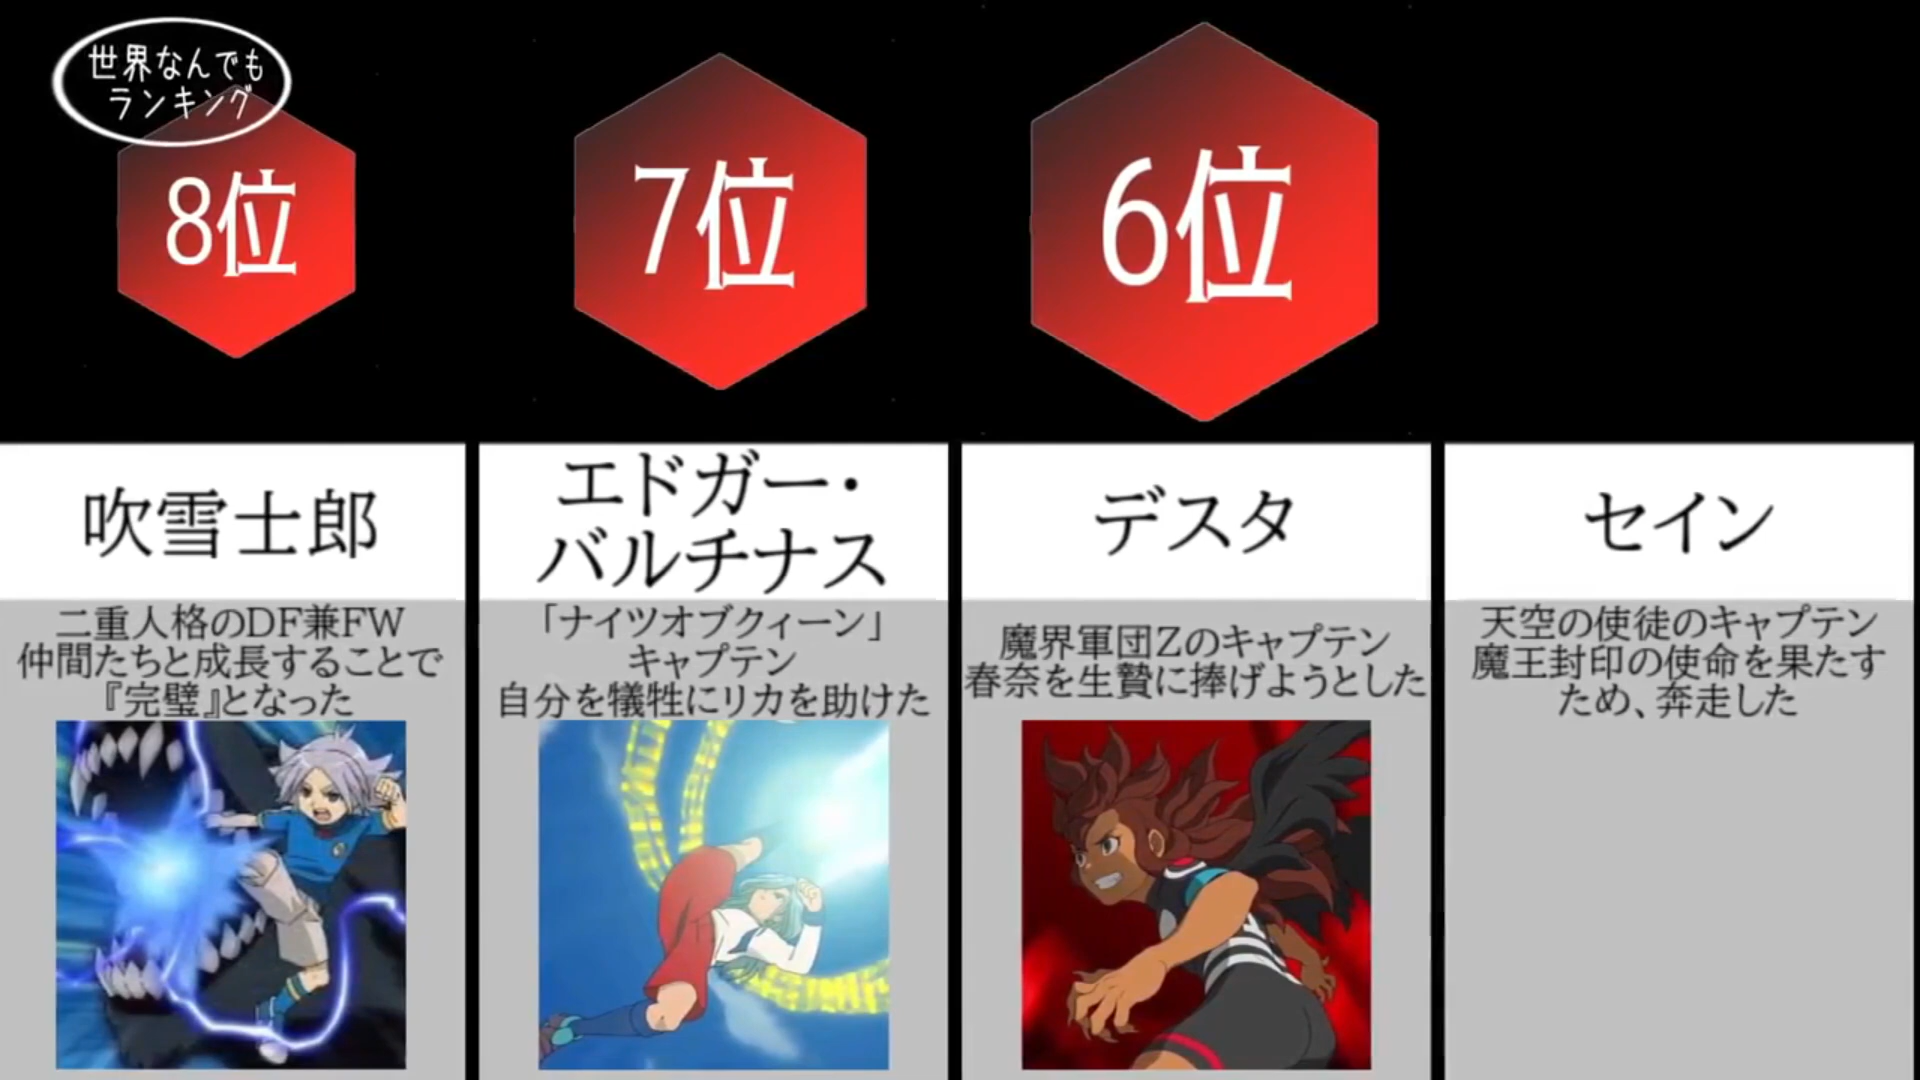 世界なんでも
ランキング
8位
7位
6位
吹雪士郎
二重人格のDF兼FW
仲間たちと成長することで
『完璧』となった
エドガー・
バルチナス
「ナイツオブクィーン」
キャプテン
自分を犠牲にリカを助けた
デスタ
魔界軍団Zのキャプテン
春奈を生贄に捧げようとした
セイン
天空の使徒のキャプテン
魔王封印の使命を果たす
ため、奔走した